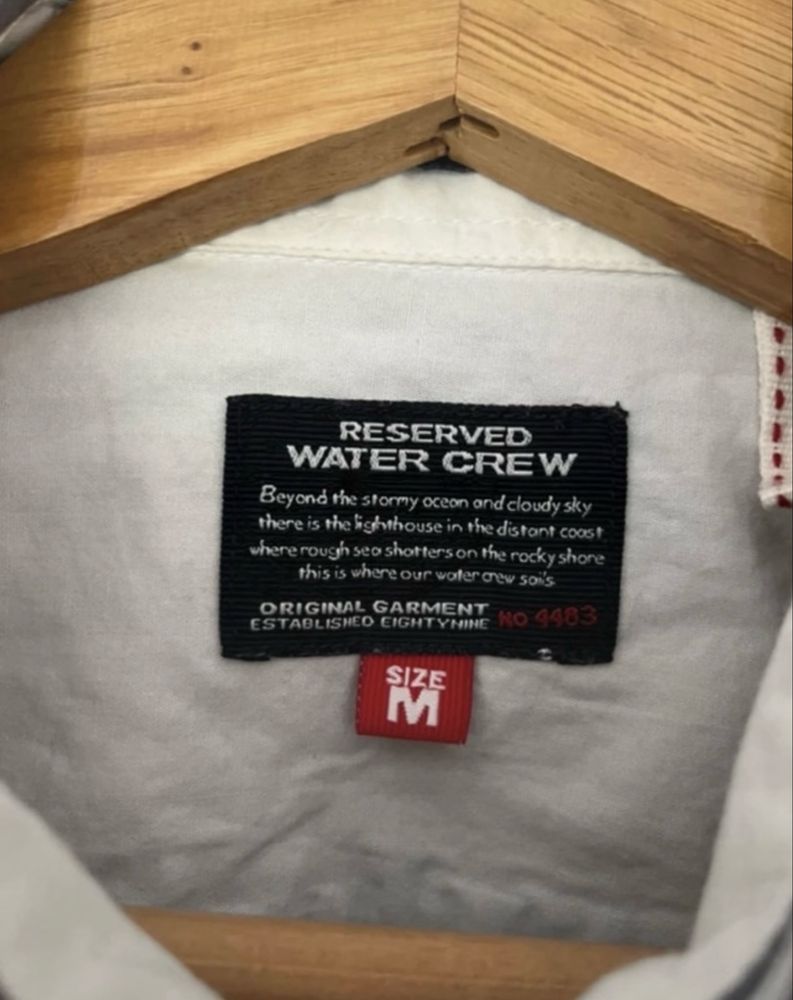 RESERVED
WATER CREW
Beyond the stormy ocean and cloudy sky
there is the lighthouse in the distant coast
where rough sea shatters on the rocky shore
this is where our water crew sails
ORIGINAL GARMENT
ESTABLISHED EIGHTYNINE NO 4483
SIZE
M